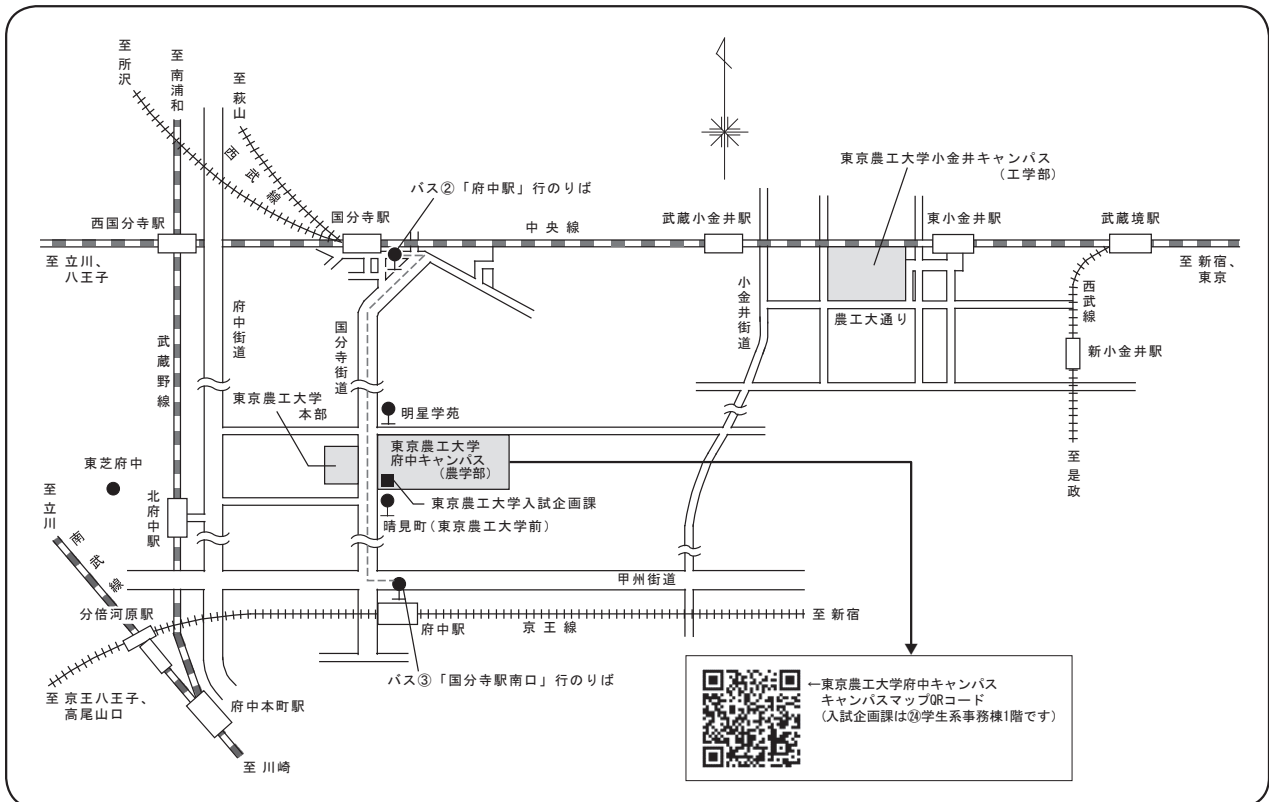 至所沢
至南浦和
至萩山
西武線
バス②「府中駅」行のりば
東京農工大学小金井キャンパス
（工学部）
西国分寺駅
国分寺駅
中央線
武蔵小金井駅
東小金井駅
武蔵境駅
至 立川、
八王子
至 新宿、
東京
府中街道
国分寺街道
小金井街道
農工大通り
西武線
新小金井駅
武蔵野線
東京農工大学
本部
明星学苑
東京農工大学
府中キャンパス
（農学部）
至是政
東芝府中
東京農工大学入試企画課
晴見町（東京農工大学前）
至立川
南武線
北府中駅
甲州街道
分倍河原駅
府中駅
京王線
至 新宿
バス③「国分寺駅南口」行のりば
至 京王八王子、
高尾山口
府中本町駅
至 川崎
←東京農工大学府中キャンパス
キャンパスマップQRコード
(入試企画課は㉔学生系事務棟1階です)